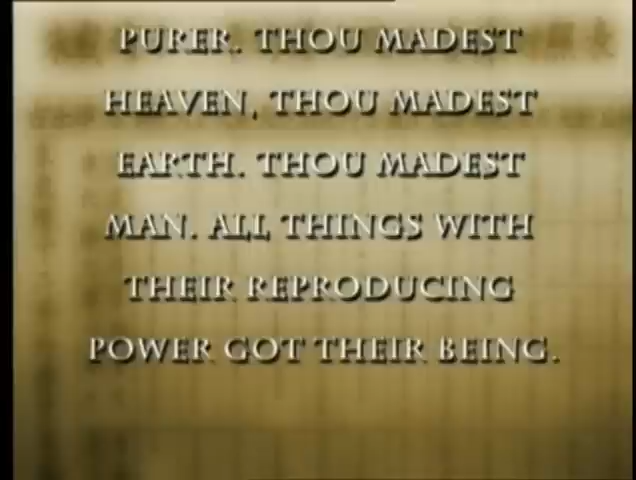 PURER. THOU MADEST
HEAVEN, THOU MADEST
EARTH. THOU MADEST
MAN. ALL THINGS WITH
THEIR REPRODUCING
POWER GOT THEIR BEING.